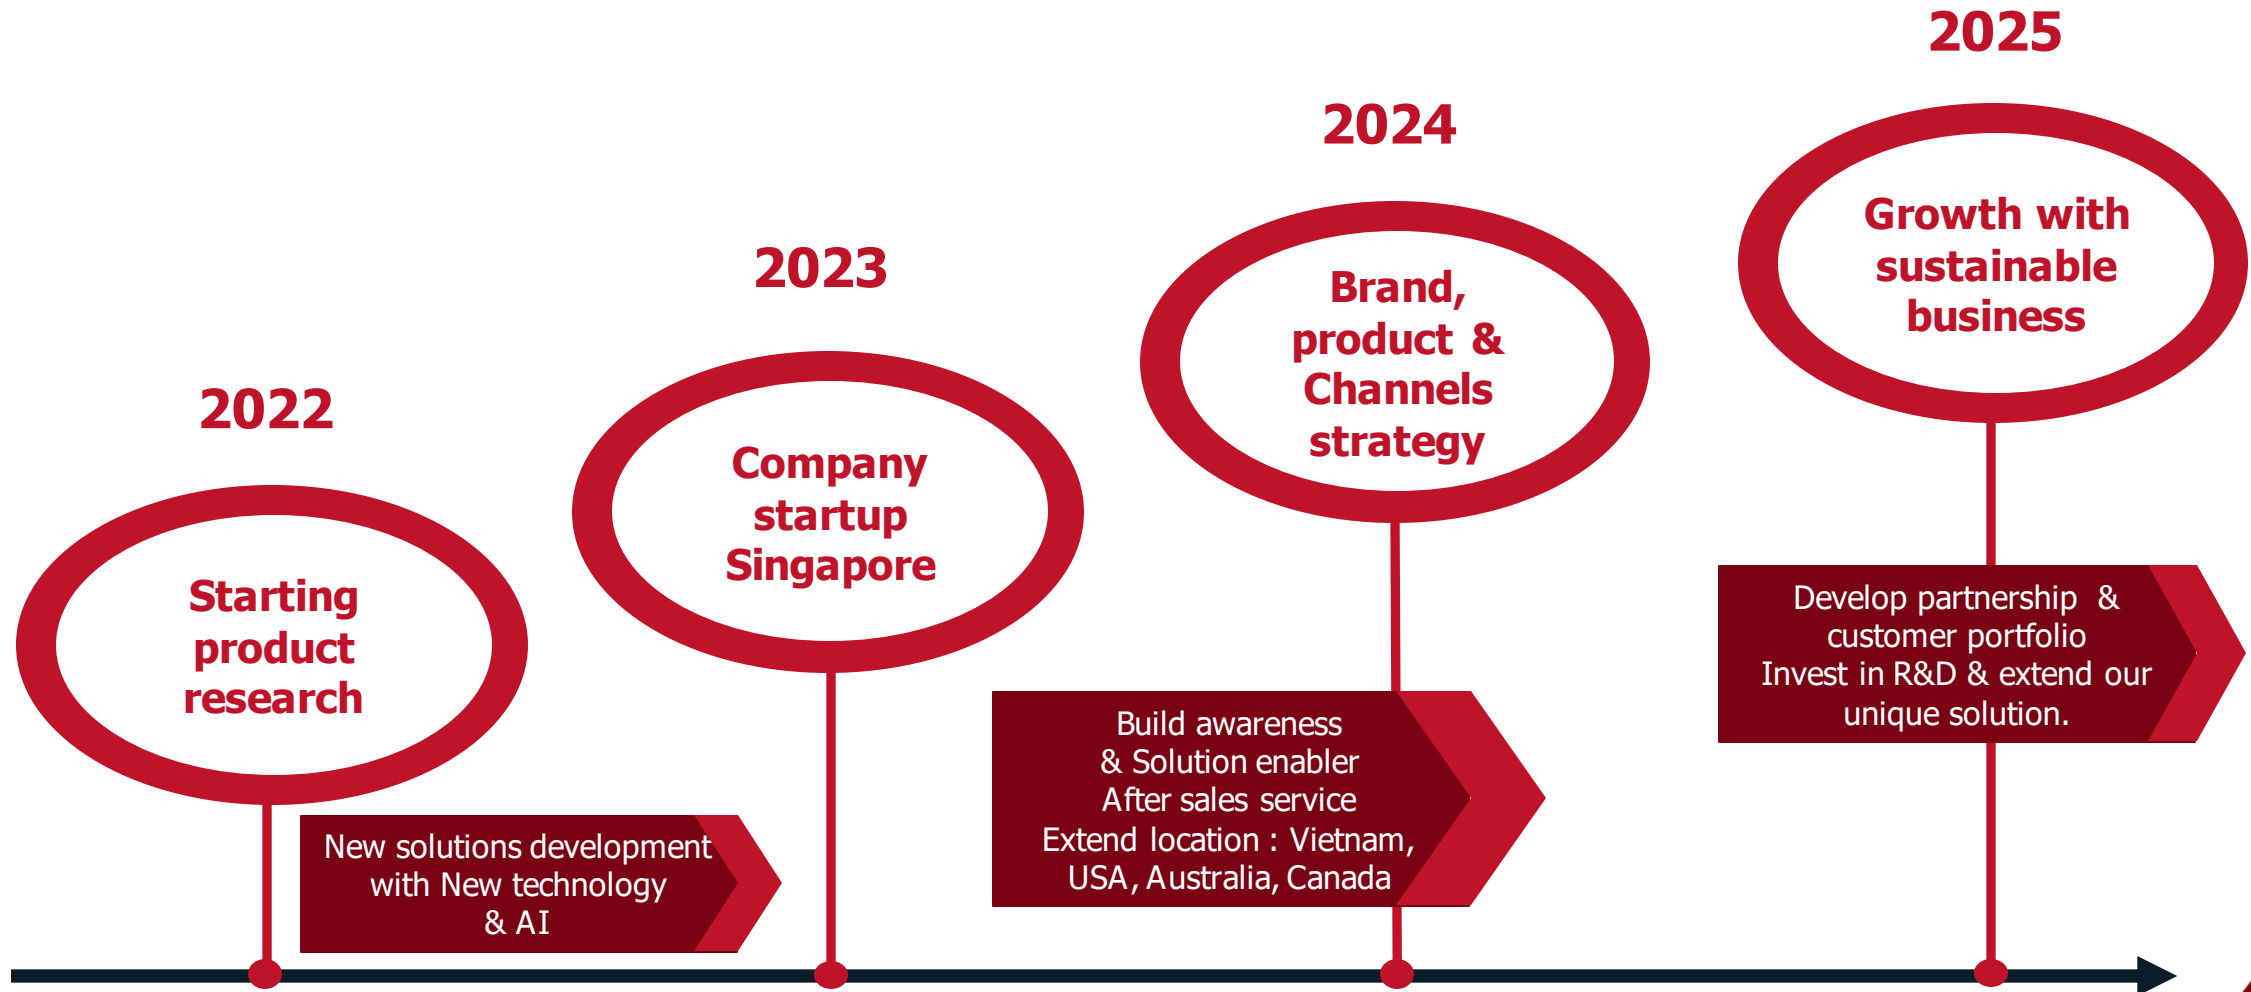 2022
Starting
product
research
New solutions development
with New technology
& AI
2023
Company
startup
Singapore
2024
Brand,
product & 
Channels
strategy
Build awareness
& Solution enabler
After sales service
Extend location : Vietnam,
USA, Australia, Canada
2025
Growth with
sustainable
business
Develop partnership &
customer portfolio
Invest in R&D & extend our
unique solution.